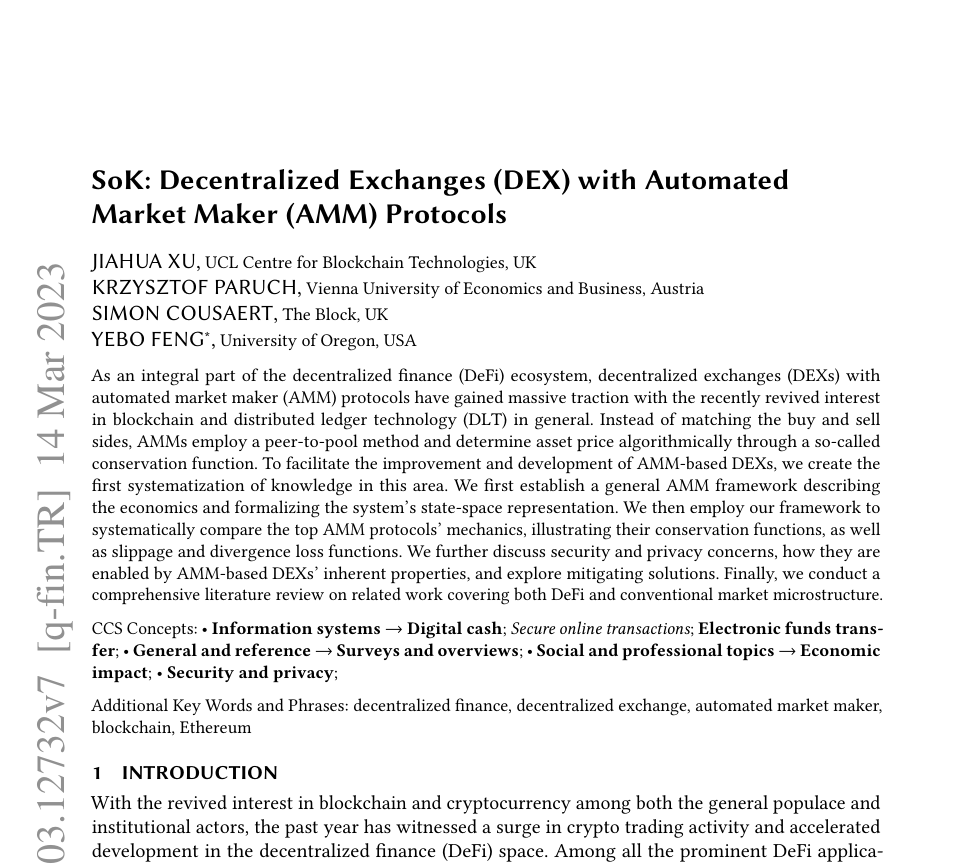 SoK: Decentralized Exchanges (DEX) with Automated
Market Maker (AMM) Protocols
JIAHUA XU, UCL Centre for Blockchain Technologies, UK
KRZYSZTOF PARUCH, Vienna University of Economics and Business, Austria
SIMON COUSAERT, The Block, UK
YEBO FENG*, University of Oregon, USA
As an integral part of the decentralized finance (DeFi) ecosystem, decentralized exchanges (DEXs) with
automated market maker (AMM) protocols have gained massive traction with the recently revived interest
in blockchain and distributed ledger technology (DLT) in general. Instead of matching the buy and sell
sides, AMMs employ a peer-to-pool method and determine asset price algorithmically through a so-called
conservation function. To facilitate the improvement and development of AMM-based DEXs, we create the
first systematization of knowledge in this area. We first establish a general AMM framework describing
the economics and formalizing the system's state-space representation. We then employ our framework to
systematically compare the top AMM protocols' mechanics, illustrating their conservation functions, as well
as slippage and divergence loss functions. We further discuss security and privacy concerns, how they are
enabled by AMM-based DEXs' inherent properties, and explore mitigating solutions. Finally, we conduct a
comprehensive literature review on related work covering both DeFi and conventional market microstructure.
CCS Concepts: • Information systems → Digital cash; Secure online transactions; Electronic funds trans-
fer; • General and reference → Surveys and overviews; • Social and professional topics → Economic
impact; • Security and privacy;
Additional Key Words and Phrases: decentralized finance, decentralized exchange, automated market maker,
blockchain, Ethereum
1 INTRODUCTION
With the revived interest in blockchain and cryptocurrency among both the general populace and
institutional actors, the past year has witnessed a surge in crypto trading activity and accelerated
development in the decentralized finance (DeFi) space. Among all the prominent DeFi applica-
03.12732v7 [q-fin.TR] 14 Mar 2023